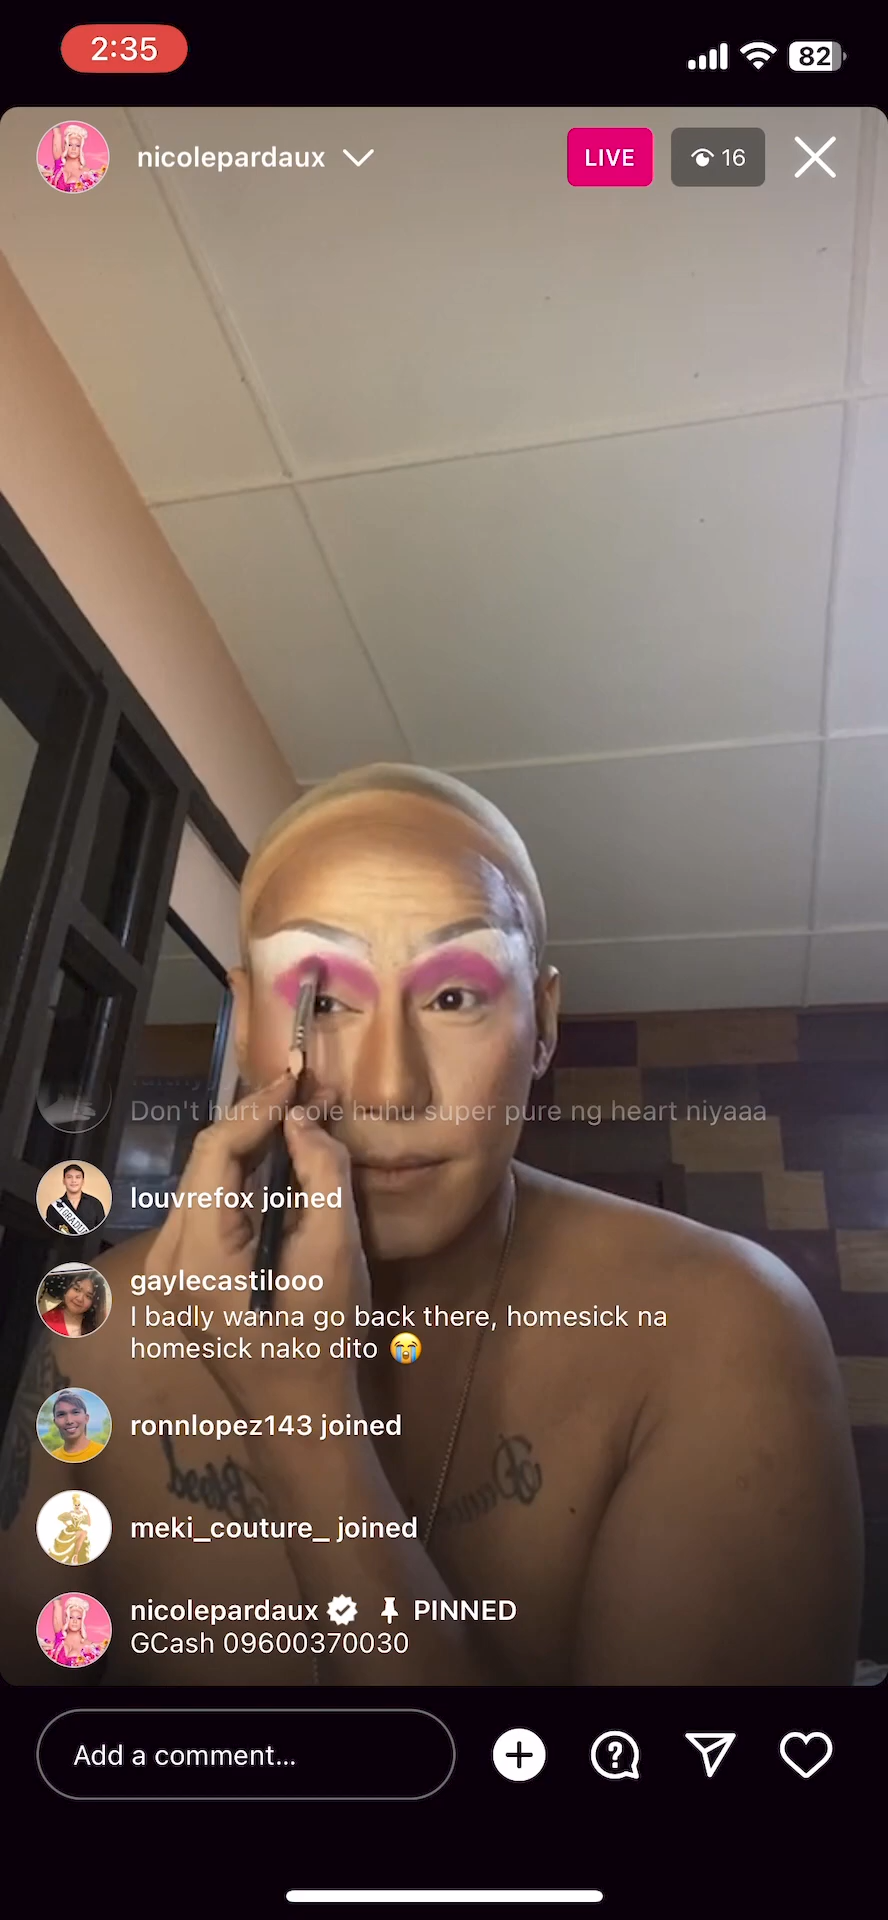 2:35
82
nicolepardaux
LIVE
16
Don't hurt nicole huhu super pure ng heart niyaaa
louvrefox joined
gaylecastilooo
I badly wanna go back there, homesick na
homesick nako dito 😭
ronnlopez143 joined
meki_couture_ joined
nicolepardaux PINNED
GCash 09600370030
Add a comment...